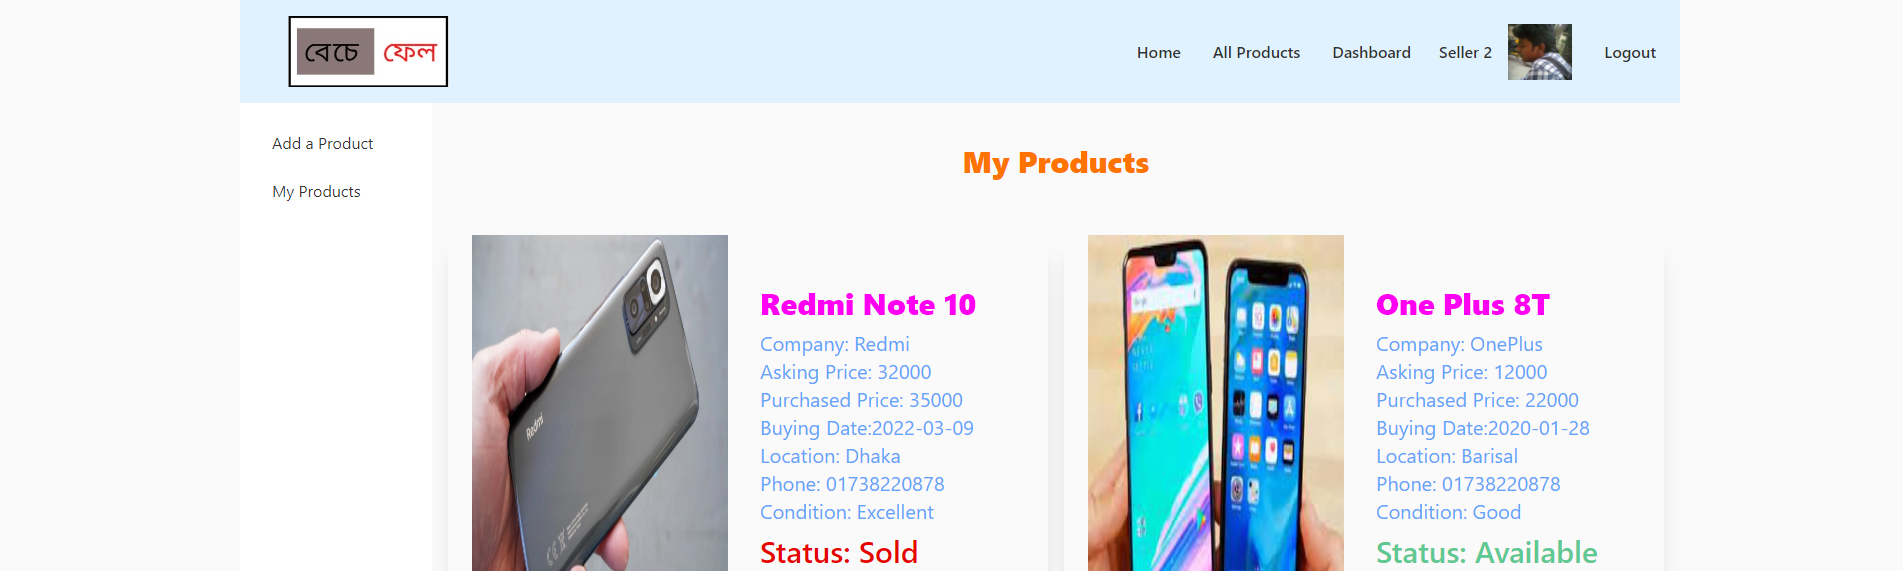 বেচে ফেল
Home All Products Dashboard Seller 2 Logout
Add a Product
My Products
My Products
Redmi
Redmi Note 10
Company: Redmi
Asking Price: 32000
Purchased Price: 35000
Buying Date:2022-03-09
Location: Dhaka
Phone: 01738220878
Condition: Excellent
Status: Sold
One Plus 8T
Company: OnePlus
Asking Price: 12000
Purchased Price: 22000
Buying Date:2020-01-28
Location: Barisal
Phone: 01738220878
Condition: Good
Status: Available